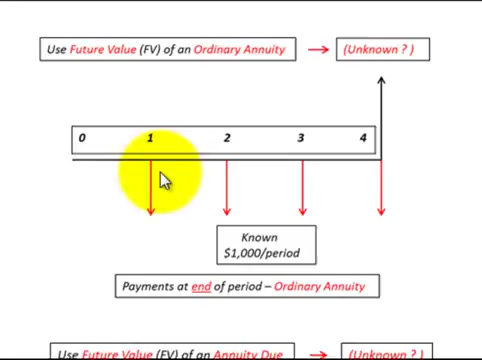 Use Future Value (FV) of an Ordinary Annuity (Unknown ? )
0 1 2 3 4
Known
$1,000/period
Payments at end of period – Ordinary Annuity
Use Future Value (FV) of an Annuity Due (Unknown ? )